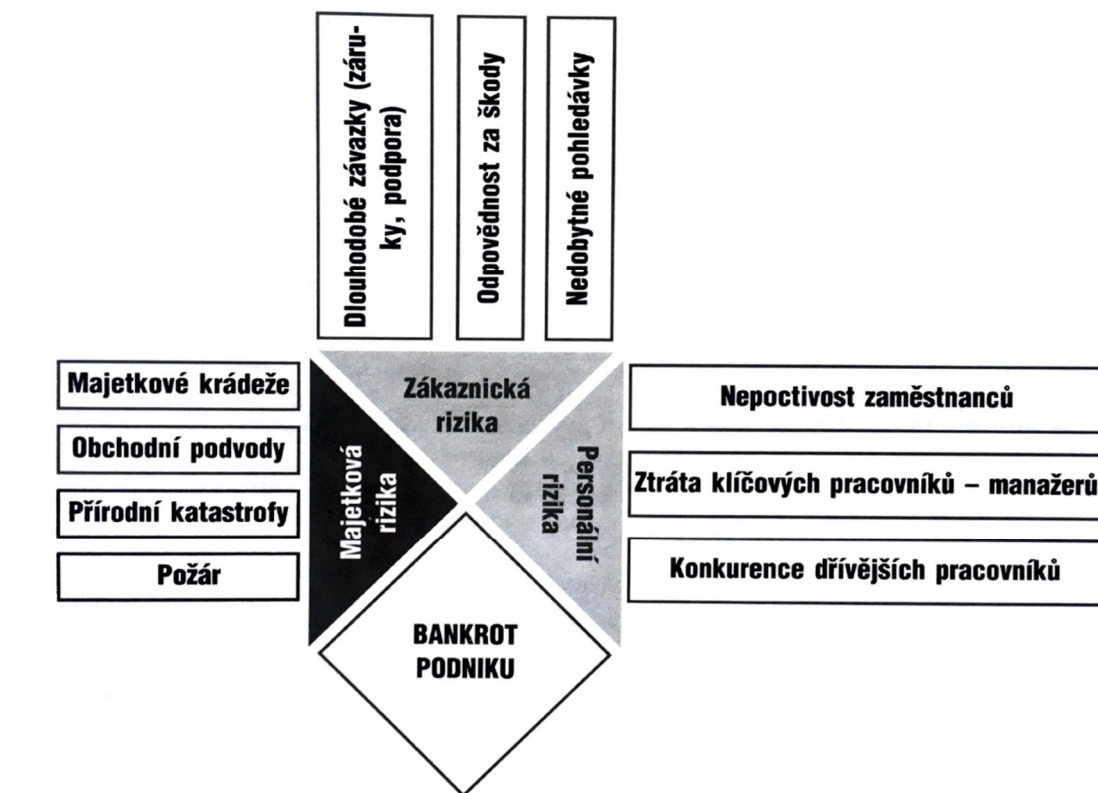 Dlouhodobé závazky (záru-
ky, podpora)
Odpovědnost za škody
Nedobytné pohledávky
Majetkové krádeže
Obchodní podvody
Přírodní katastrofy
Požár
Majetková
rizika
Zákaznická
rizika
Personální
rizika
Nepoctivost zaměstnanců
Ztráta klíčových pracovníků – manažerů
Konkurence dřívějších pracovníků
BANKROT
PODNIKU